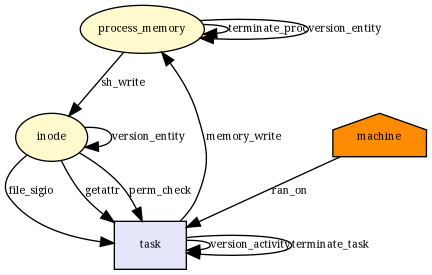 process_memory
terminate_proc
version_entity
sh_write
inode
version_entity
memory_write
machine
file_sigio
getattr
perm_check
ran_on
task
version_activity
terminate_task